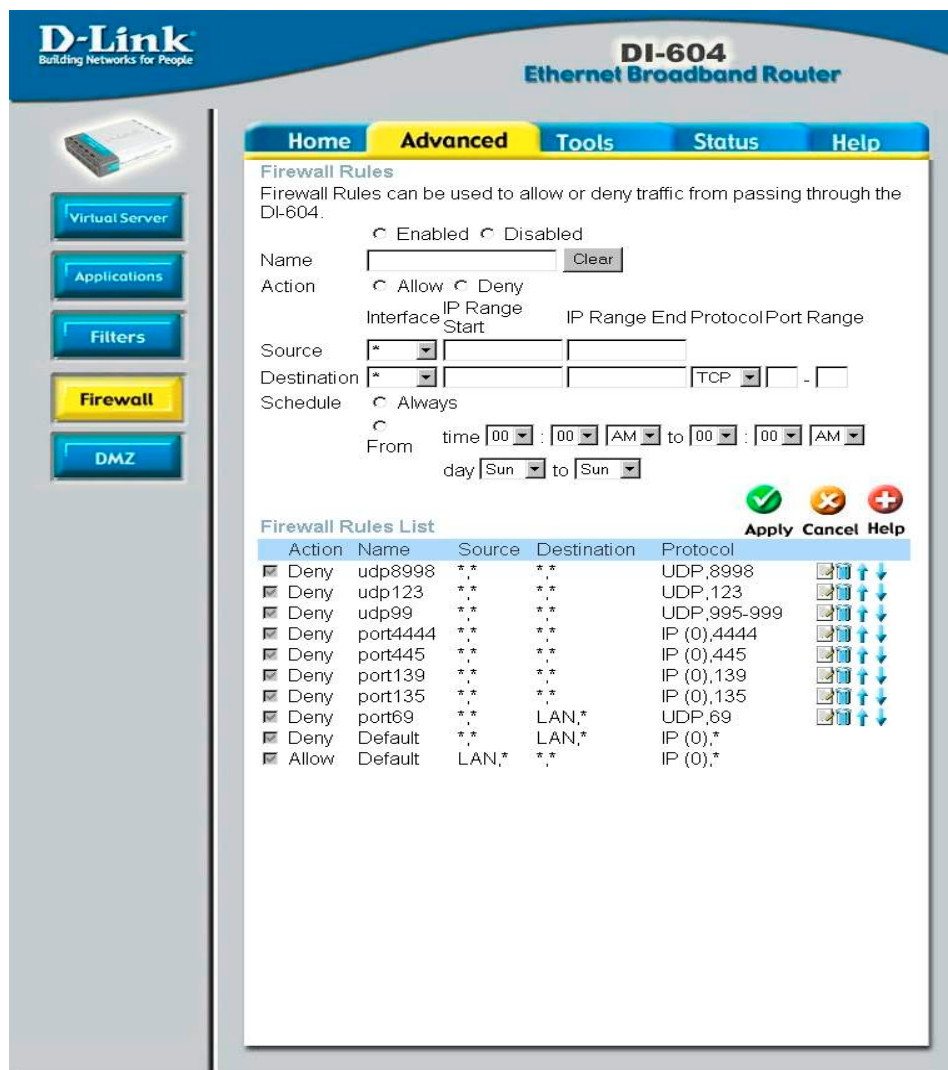 D-Link
Building Networks for People
DI-604
Ethernet Broadband Router
Home Advanced Tools Status Help
Virtual Server
Applications
Filters
Firewall
DMZ
Firewall Rules
Firewall Rules can be used to allow or deny traffic from passing through the
DI-604.
Enabled Disabled
Name Clear
Action Allow Deny
Interface IP Range Start IP Range End Protocol Port Range
Source *
Destination * TCP -
Schedule Always
From time 00 : 00 AM to 00 : 00 AM
day Sun to Sun
Apply Cancel Help
Firewall Rules List
Action Name Source Destination Protocol
Deny udp8998 *,* *,* UDP,8998
Deny udp123 *,* *,* UDP,123
Deny udp99 *,* *,* UDP,995-999
Deny port4444 *,* *,* IP (0),4444
Deny port445 *,* *,* IP (0),445
Deny port139 *,* *,* IP (0),139
Deny port135 *,* *,* IP (0),135
Deny port69 *,* LAN,* UDP,69
Deny Default *,* LAN,* IP (0),*
Allow Default LAN,* *,* IP (0),*